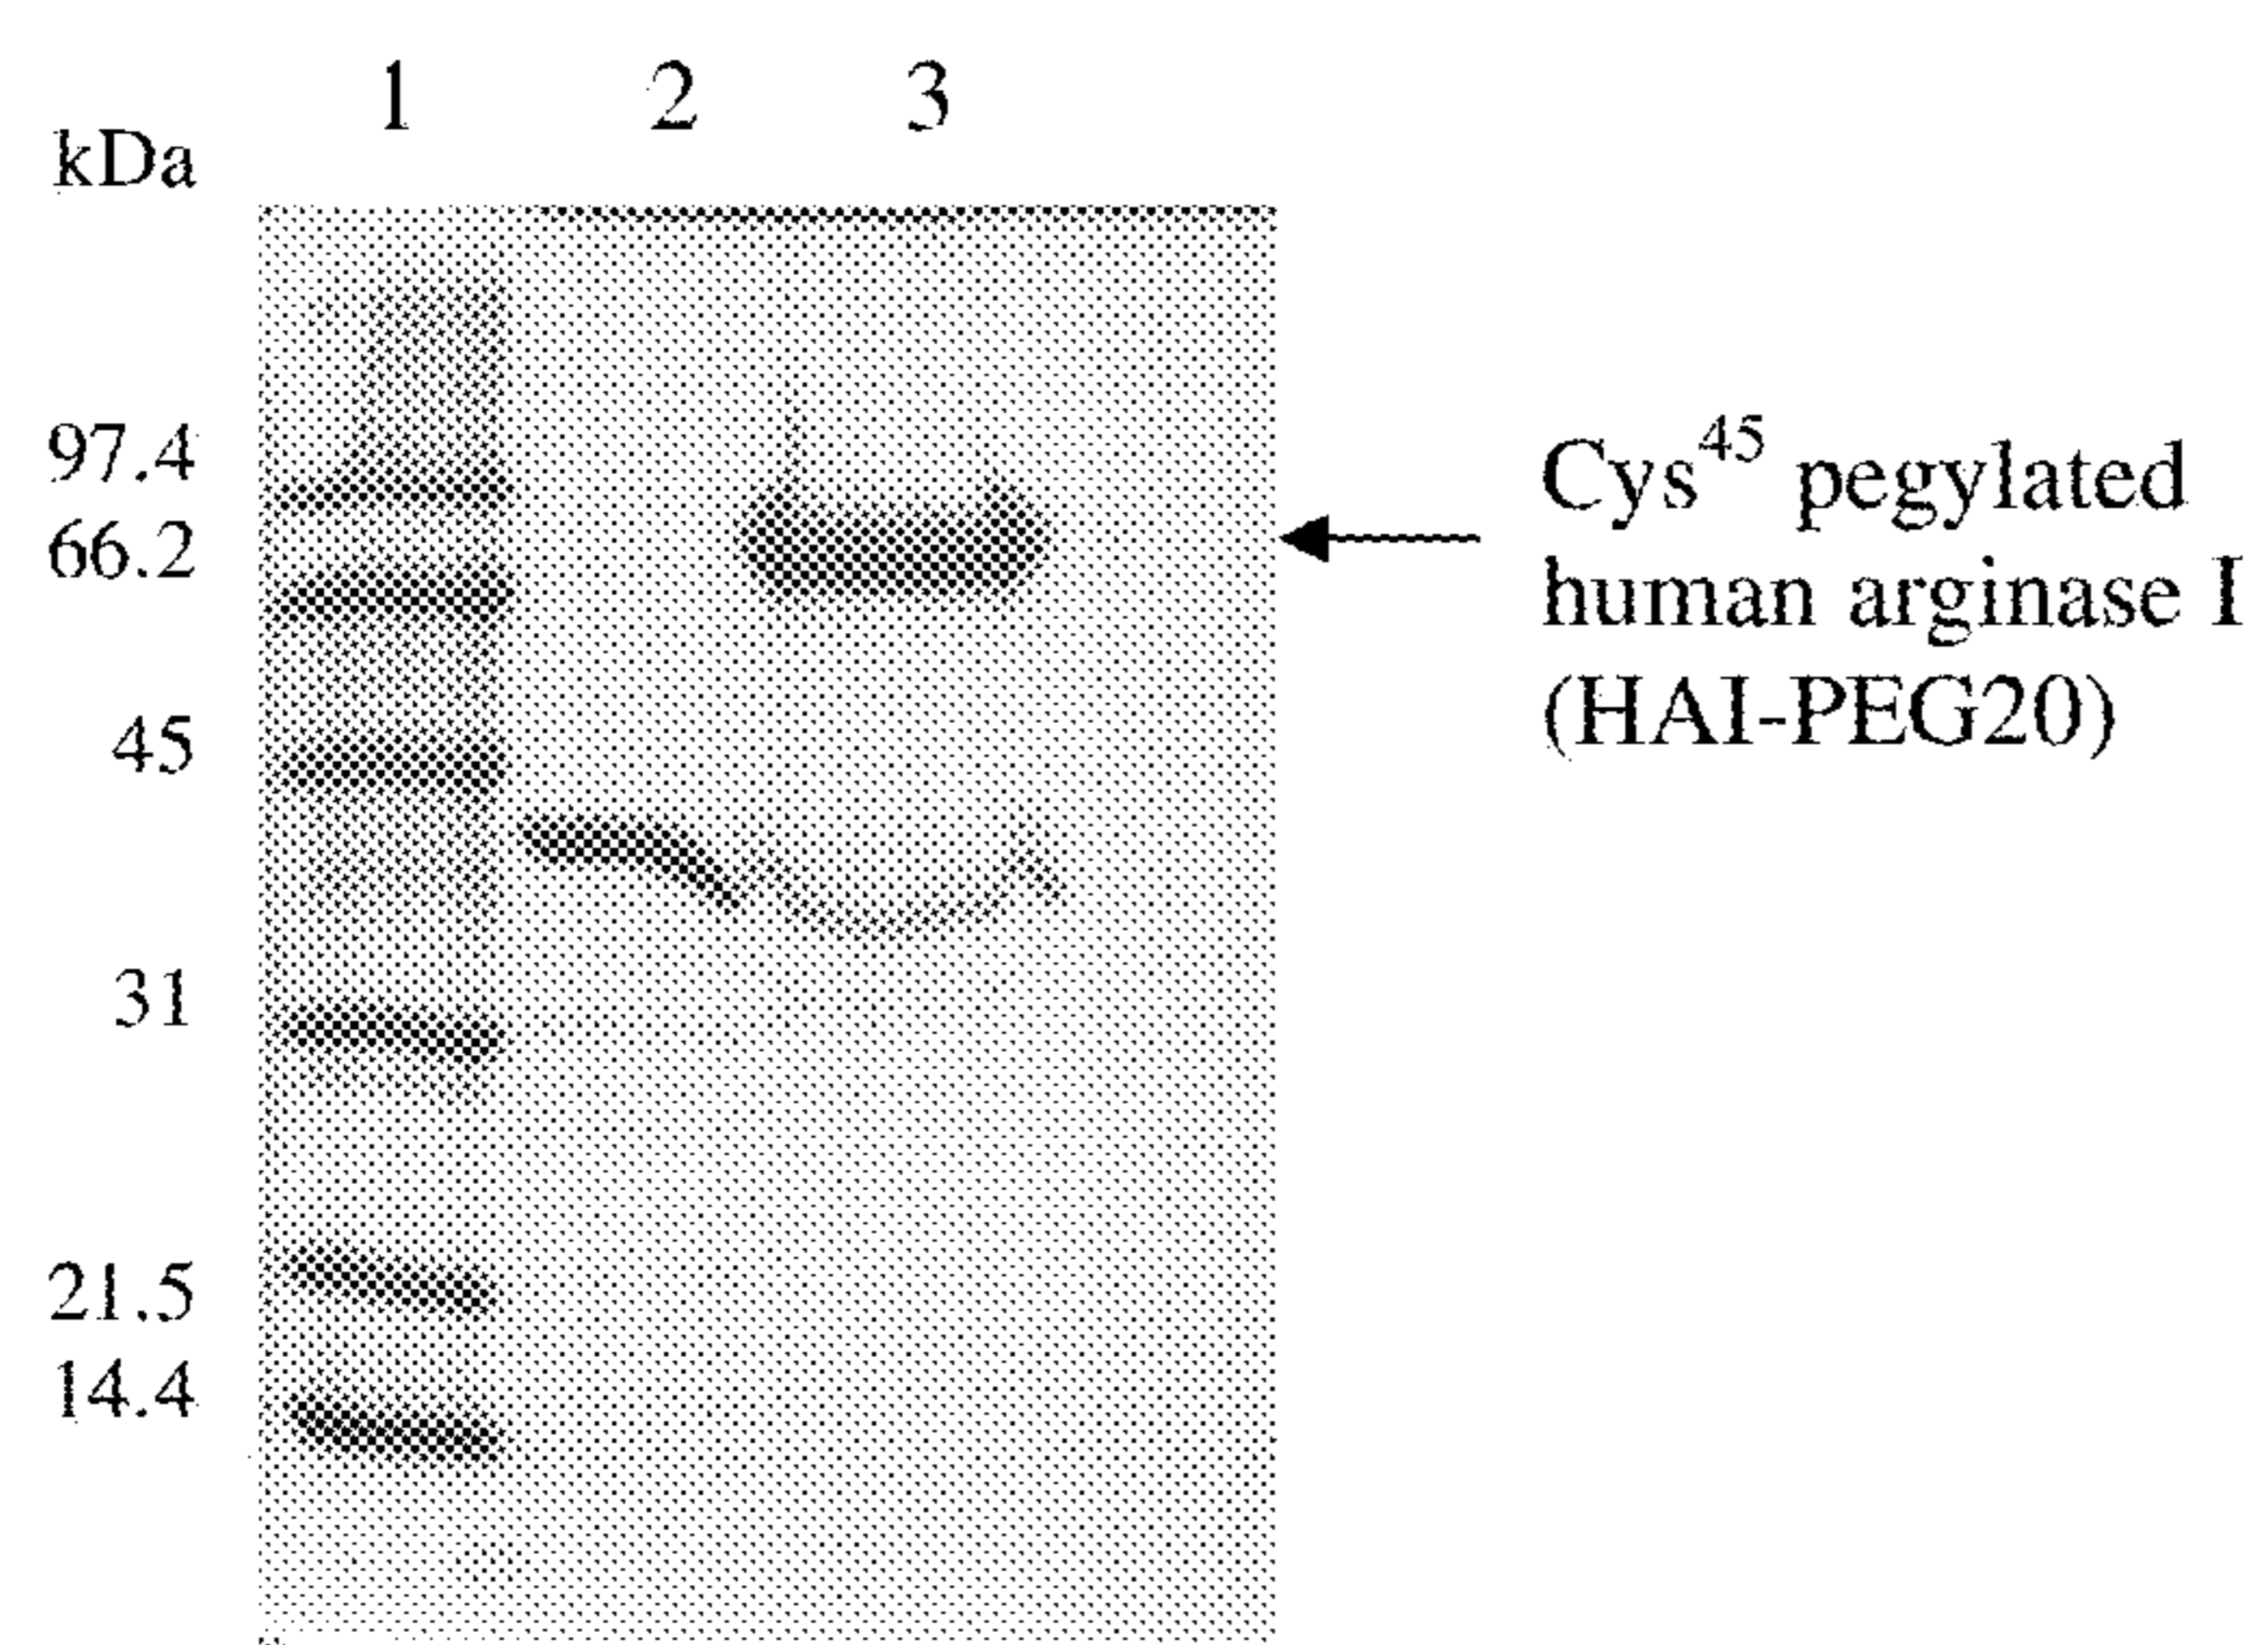 1 2 3
kDa
97.4
66.2
45
31
21.5
14.4
Cys⁴⁵ pegylated
human arginase I
(HAI-PEG20)